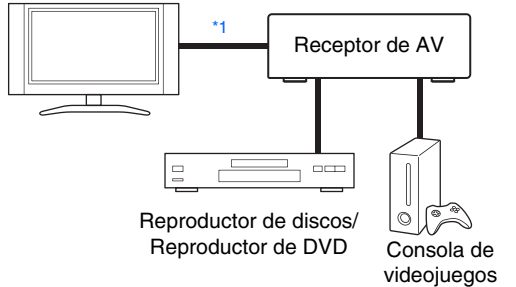 *1
Receptor de AV
Reproductor de discos/
Reproductor de DVD
Consola de
videojuegos